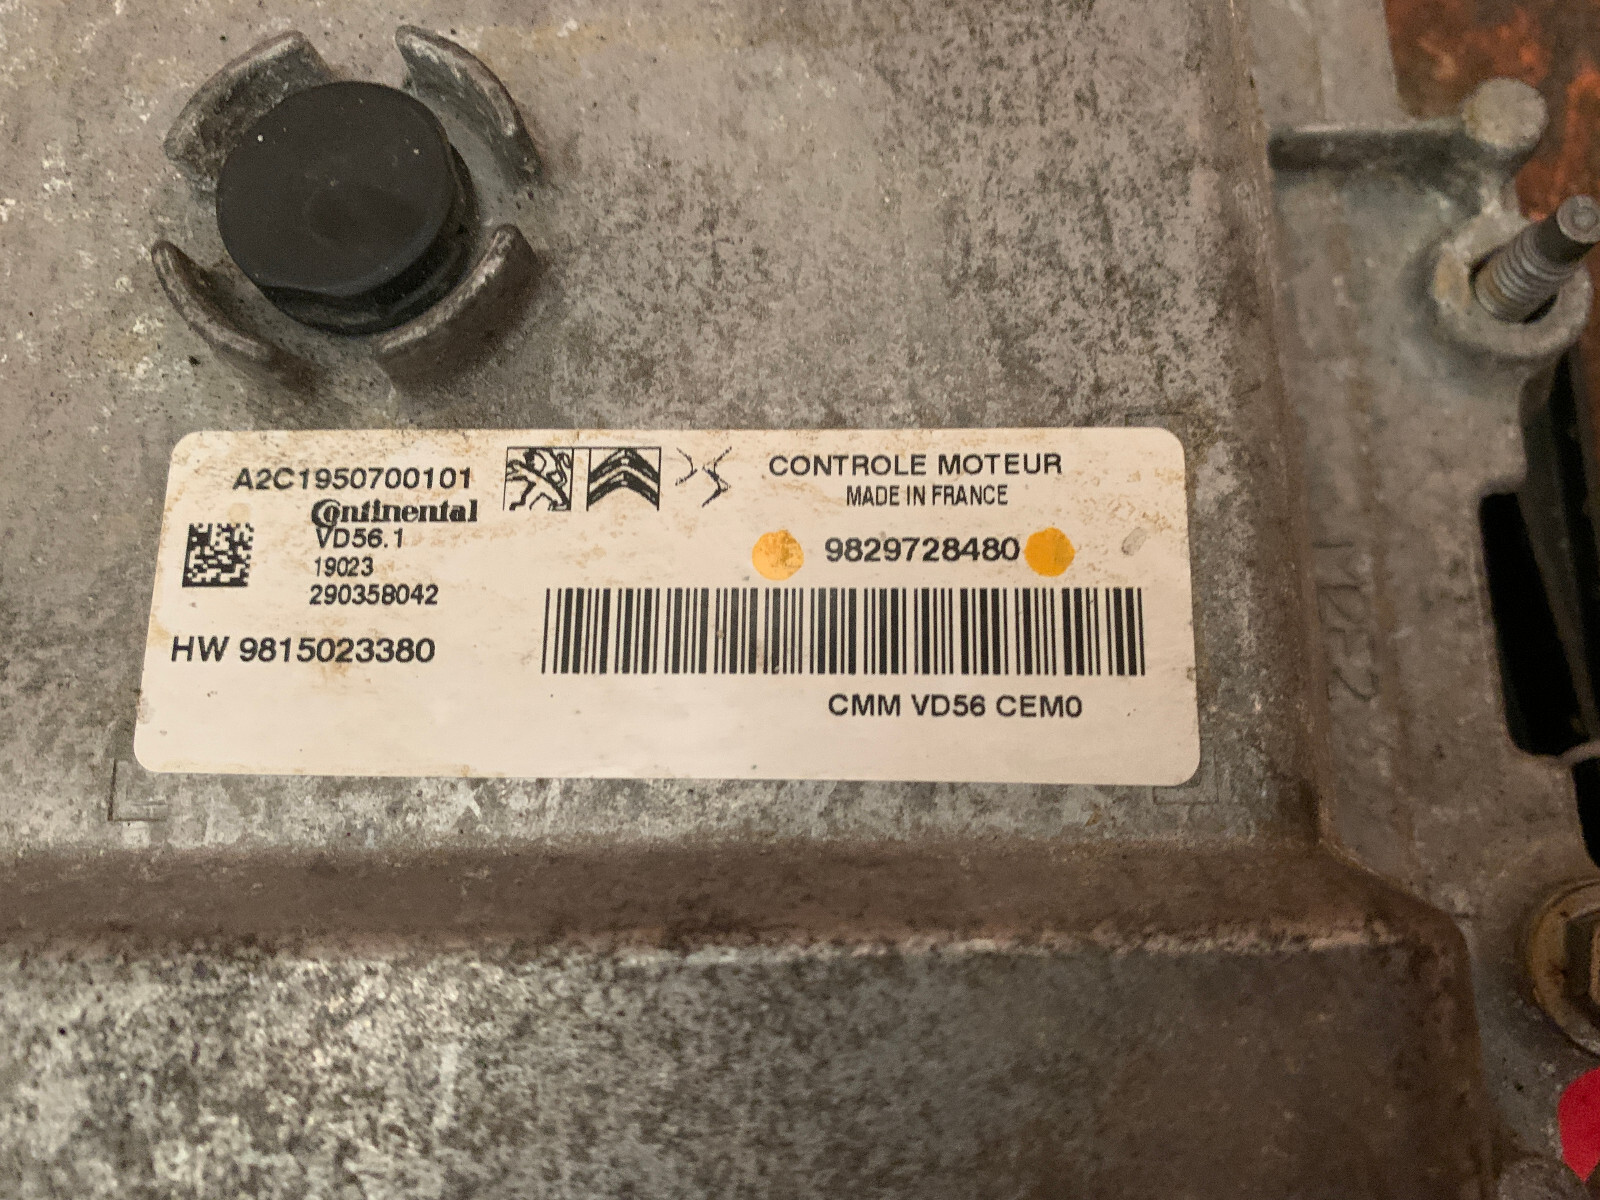 A2C1950700101
Continental
VD56.1
19023
290358042
HW 9815023380
CONTROLE MOTEUR
MADE IN FRANCE
9829728480
CMM VD56 CEM0